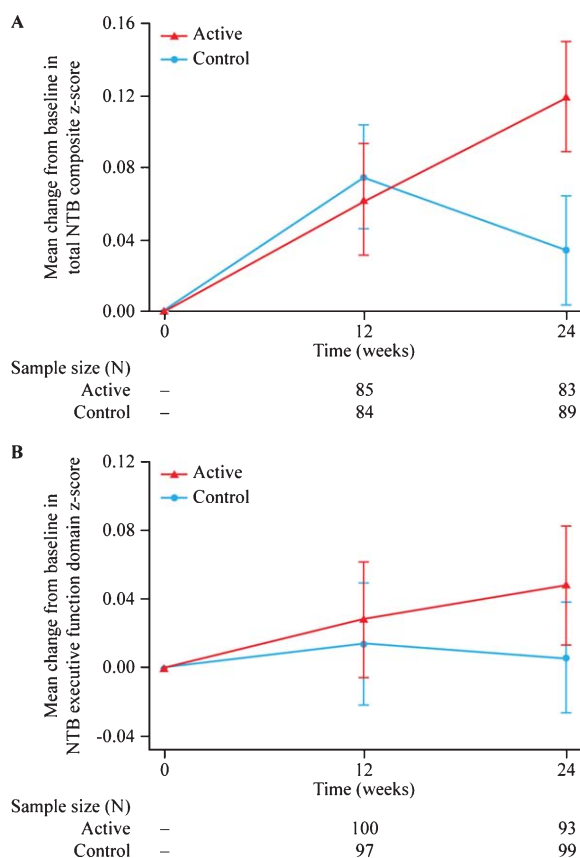 A
Mean change from baseline in
total NTB composite z-score
0.16
0.12
0.08
0.04
0.00
Active
Control
0 12 24
Time (weeks)
Sample size (N)
Active – 85 83
Control – 84 89
B
Mean change from baseline in
NTB executive function domain z-score
0.12
0.08
0.04
0.00
-0.04
Active
Control
0 12 24
Time (weeks)
Sample size (N)
Active – 100 93
Control – 97 99